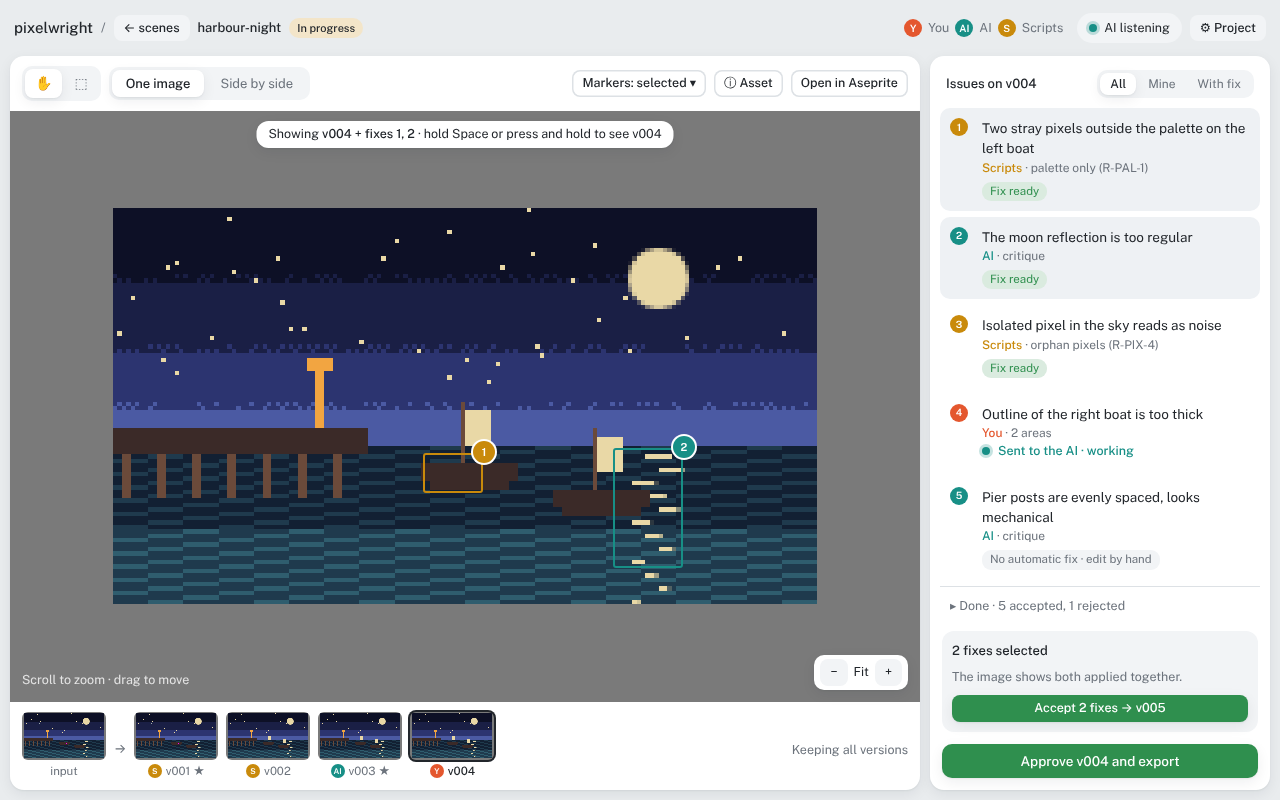 pixelwright / ← scenes harbour-night In progress
Y You AI AI S Scripts AI listening ⚙ Project
One image Side by side Markers: selected ▾ ⓘ Asset Open in Aseprite
Showing v004 + fixes 1, 2 · hold Space or press and hold to see v004
1
2
Scroll to zoom · drag to move
− Fit +
input → S v001 ★ S v002 AI v003 ★ Y v004
Keeping all versions
Issues on v004 All Mine With fix
1 Two stray pixels outside the palette on the
left boat
Scripts · palette only (R-PAL-1)
Fix ready
2 The moon reflection is too regular
AI · critique
Fix ready
3 Isolated pixel in the sky reads as noise
Scripts · orphan pixels (R-PIX-4)
Fix ready
4 Outline of the right boat is too thick
You · 2 areas
Sent to the AI · working
5 Pier posts are evenly spaced, looks
mechanical
AI · critique
No automatic fix · edit by hand
▸ Done · 5 accepted, 1 rejected
2 fixes selected
The image shows both applied together.
Accept 2 fixes → v005
Approve v004 and export